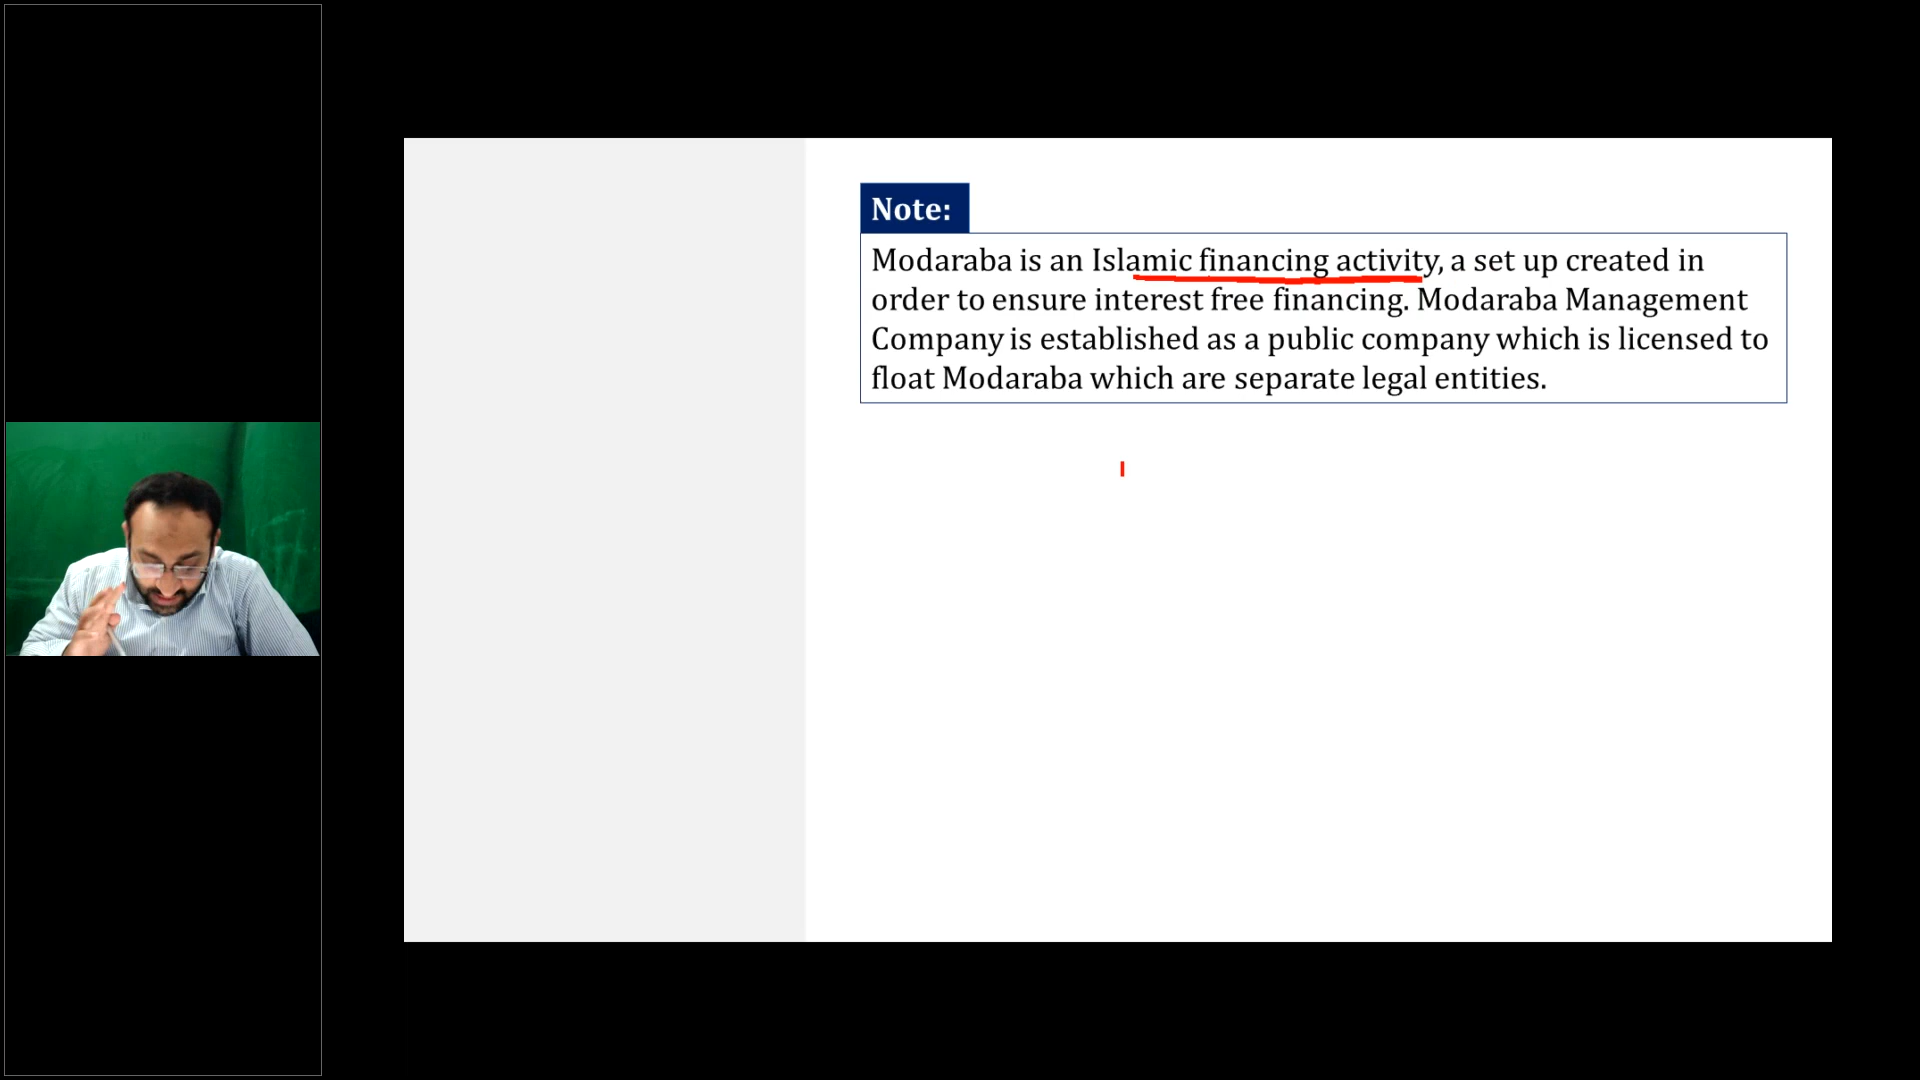 Note:
Modaraba is an Islamic financing activity, a set up created in
order to ensure interest free financing. Modaraba Management
Company is established as a public company which is licensed to
float Modaraba which are separate legal entities.